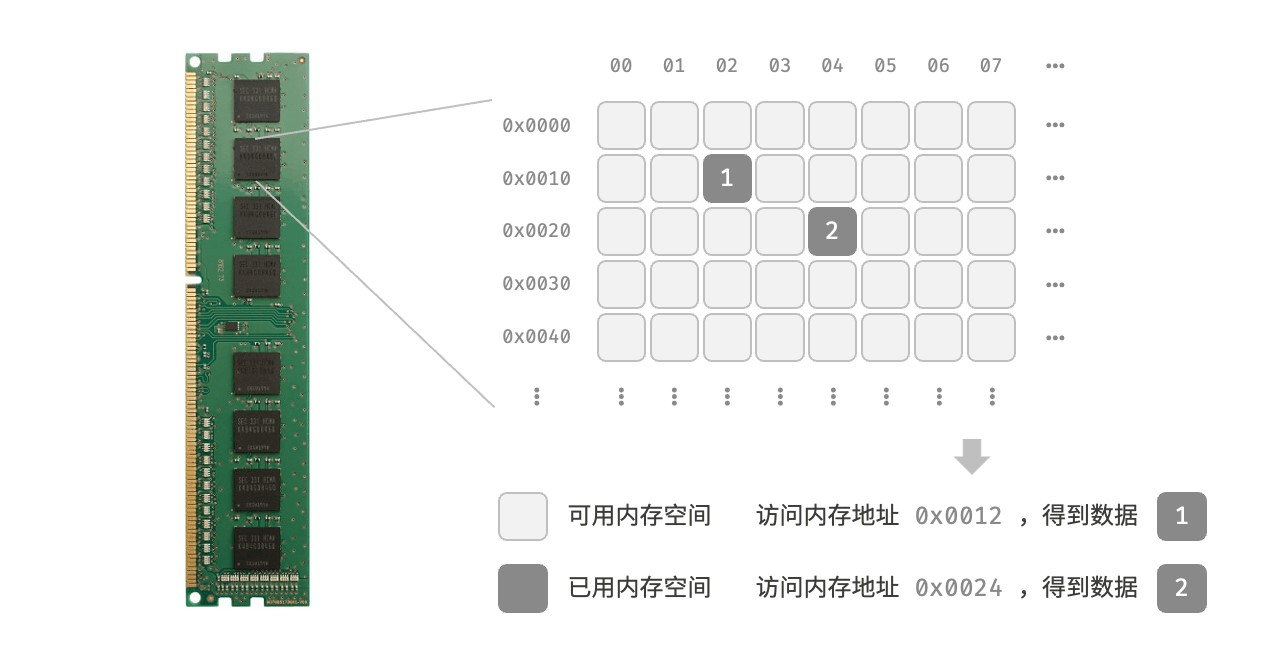 00 01 02 03 04 05 06 07 •••
0x0000 •••
0x0010 1 •••
0x0020 2 •••
0x0030 •••
0x0040 •••
可用内存空间 访问内存地址 0x0012 ，得到数据 1
已用内存空间 访问内存地址 0x0024 ，得到数据 2